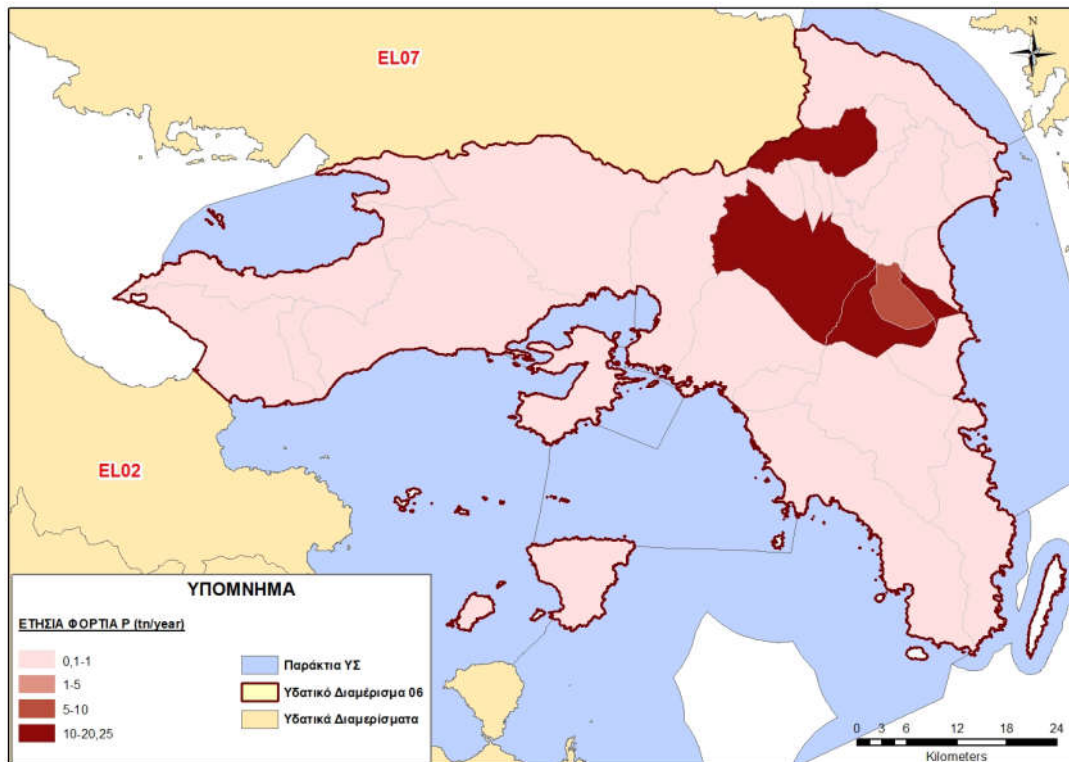 N
EL07
EL02
ΥΠΟΜΝΗΜΑ
ΕΤΗΣΙΑ ΦΟΡΤΙΑ P (tn/year)
0,1-1
1-5
5-10
10-20,25
Παράκτια ΥΣ
Υδατικό Διαμέρισμα 06
Υδατικά Διαμερίσματα
0 3 6 12 18 24
Kilometers